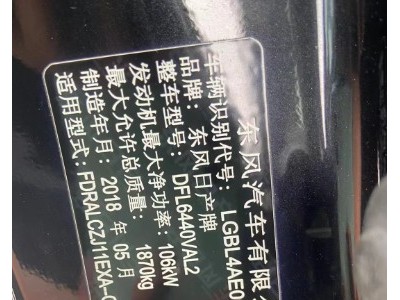 东风汽车有限公
车辆识别代号: LGBL4AE0
品牌: 东风日产牌
整车型号: DFL6440VAL2
发动机最大净功率: 106kW
最大允许总质量: 1870kg
制造年月: 2018 年 05 月
适用型式: FDRALCZJ11EXA-